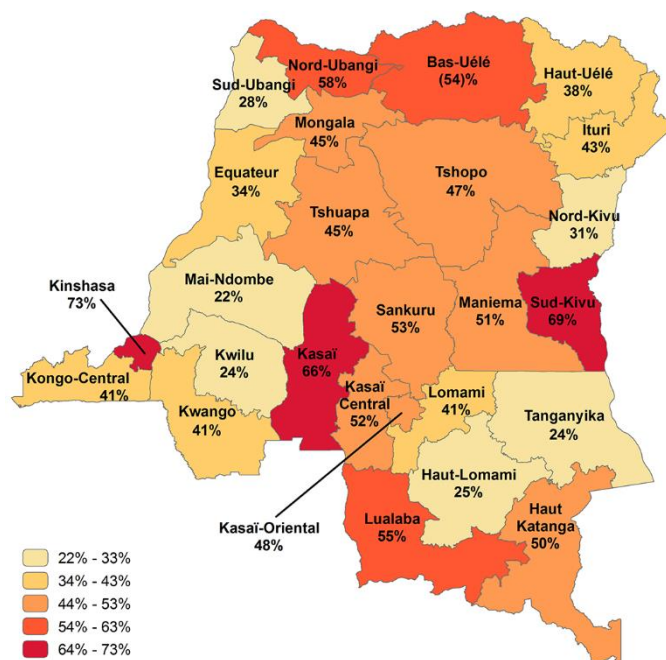 Nord-Ubangi
58%
Bas-Uélé
(54)%
Haut-Uélé
38%
Sud-Ubangi
28%
Mongala
45%
Ituri
43%
Equateur
34%
Tshopo
47%
Tshuapa
45%
Nord-Kivu
31%
Mai-Ndombe
22%
Kinshasa
73%
Sankuru
53%
Maniema
51%
Sud-Kivu
69%
Kwilu
24%
Kasaï
66%
Kongo-Central
41%
Kwango
41%
Kasaï
Central
52%
Lomami
41%
Tanganyika
24%
Haut-Lomami
25%
Kasaï-Oriental
48%
Lualaba
55%
Haut
Katanga
50%
22% - 33%
34% - 43%
44% - 53%
54% - 63%
64% - 73%